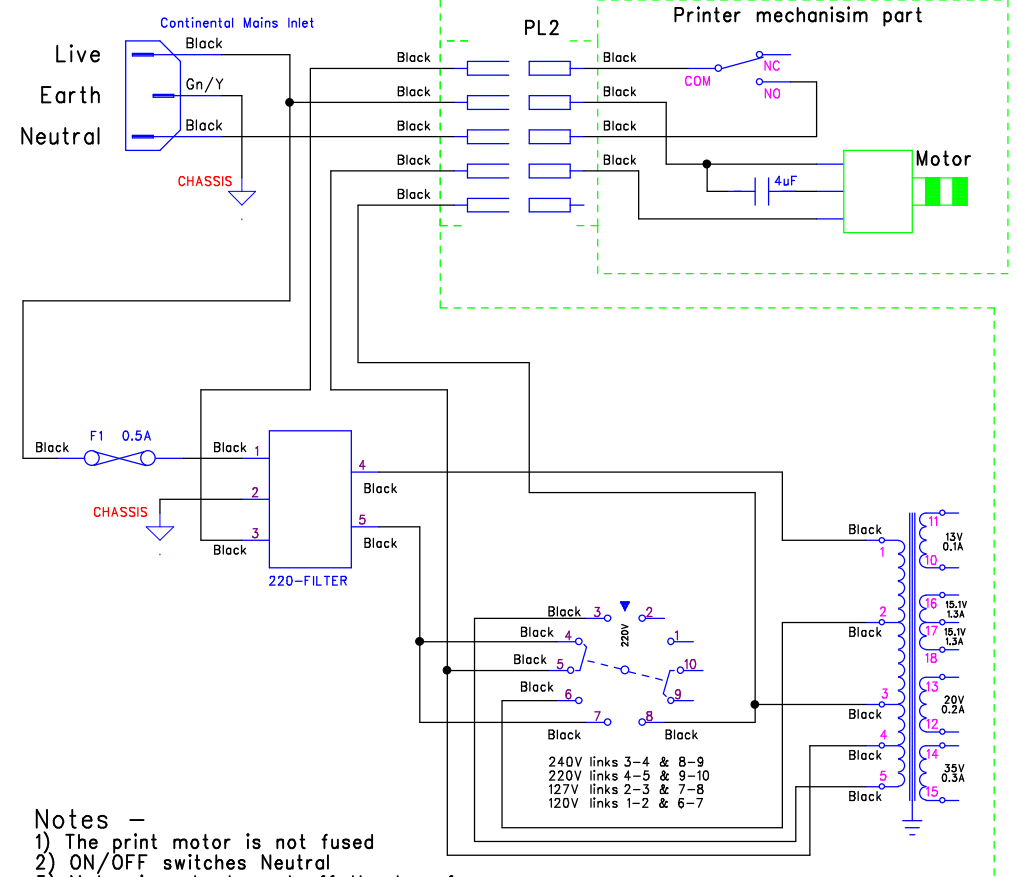 Continental Mains Inlet
Live
Earth
Neutral
Black
Gn/Y
Black
CHASSIS
PL2
Black
Black
Black
Black
Black
Printer mechanisim part
Black
Black
Black
Black
COM
NC
NO
4uF
Motor
Black
F1 0.5A
Black
CHASSIS
Black
1
2
3
4
5
Black
Black
220-FILTER
Black
3
2
Black
4
220V
1
Black
5
10
Black
6
9
7
8
Black
Black
240V links 3-4 & 8-9
220V links 4-5 & 9-10
127V links 2-3 & 7-8
120V links 1-2 & 6-7
Black
1
2
Black
3
Black
4
Black
5
Black
11
13V
0.1A
10
16
15.1V
1.3A
17
15.1V
1.3A
18
13
20V
0.2A
12
14
35V
0.3A
15
Notes -
1) The print motor is not fused
2) ON/OFF switches Neutral